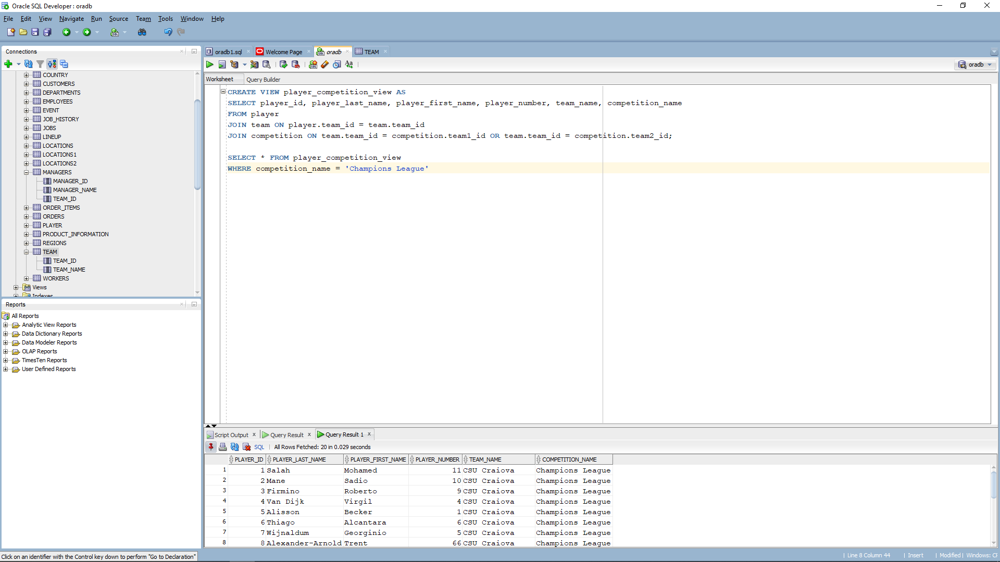 Oracle SQL Developer : oradb
File Edit View Navigate Run Source Team Tools Window Help
Connections
COUNTRY
CUSTOMERS
DEPARTMENTS
EMPLOYEES
EVENT
JOB_HISTORY
JOBS
LINEUP
LOCATIONS
LOCATIONS1
LOCATIONS2
MANAGERS
MANAGER_ID
MANAGER_NAME
TEAM_ID
ORDER_ITEMS
ORDERS
PLAYER
PRODUCT_INFORMATION
REGIONS
TEAM
TEAM_ID
TEAM_NAME
WORKERS
Views
Indexes
Reports
All Reports
Analytic View Reports
Data Dictionary Reports
Data Modeler Reports
OLAP Reports
TimesTen Reports
User Defined Reports
oradb1.sql Welcome Page oradb TEAM
oradb
Worksheet Query Builder
CREATE VIEW player_competition_view AS
SELECT player_id, player_last_name, player_first_name, player_number, team_name, competition_name
FROM player
JOIN team ON player.team_id = team.team_id
JOIN competition ON team.team_id = competition.team1_id OR team.team_id = competition.team2_id;
SELECT * FROM player_competition_view
WHERE competition_name = 'Champions League'
Script Output Query Result Query Result 1
SQL All Rows Fetched: 20 in 0.029 seconds
PLAYER_ID PLAYER_LAST_NAME PLAYER_FIRST_NAME PLAYER_NUMBER TEAM_NAME COMPETITION_NAME
1 1 Salah Mohamed 11 CSU Craiova Champions League
2 2 Mane Sadio 10 CSU Craiova Champions League
3 3 Firmino Roberto 9 CSU Craiova Champions League
4 4 Van Dijk Virgil 4 CSU Craiova Champions League
5 5 Alisson Becker 1 CSU Craiova Champions League
6 6 Thiago Alcantara 6 CSU Craiova Champions League
7 7 Wijnaldum Georginio 5 CSU Craiova Champions League
8 8 Alexander-Arnold Trent 66 CSU Craiova Champions League
Click on an identifier with the Control key down to perform "Go to Declaration"
Line 8 Column 44 Insert Modified Windows: